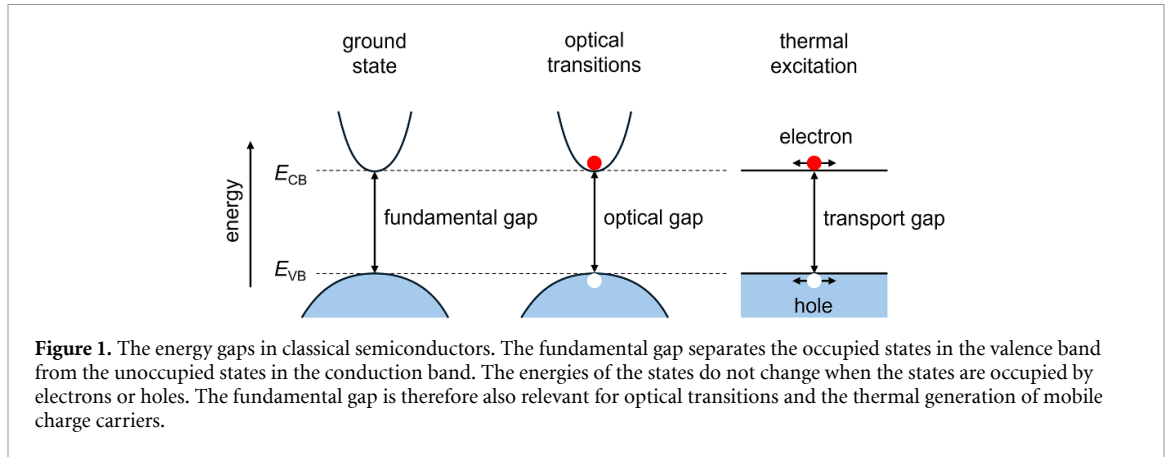 ground
state
optical
transitions
thermal
excitation
electron
E_CB
energy
fundamental gap
optical gap
transport gap
E_VB
hole
Figure 1. The energy gaps in classical semiconductors. The fundamental gap separates the occupied states in the valence band
from the unoccupied states in the conduction band. The energies of the states do not change when the states are occupied by
electrons or holes. The fundamental gap is therefore also relevant for optical transitions and the thermal generation of mobile
charge carriers.